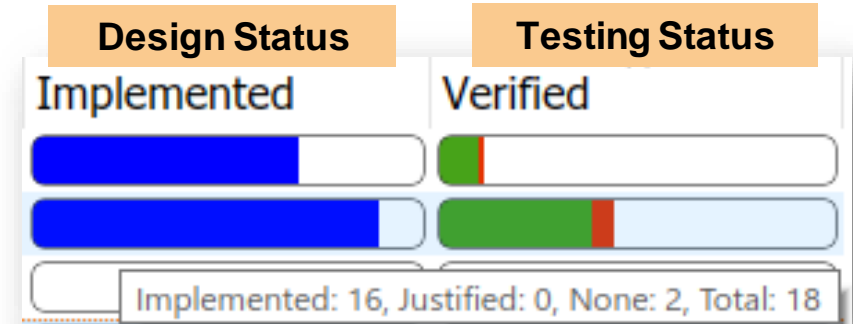 Design Status
Testing Status
Implemented
Verified
Implemented: 16, Justified: 0, None: 2, Total: 18